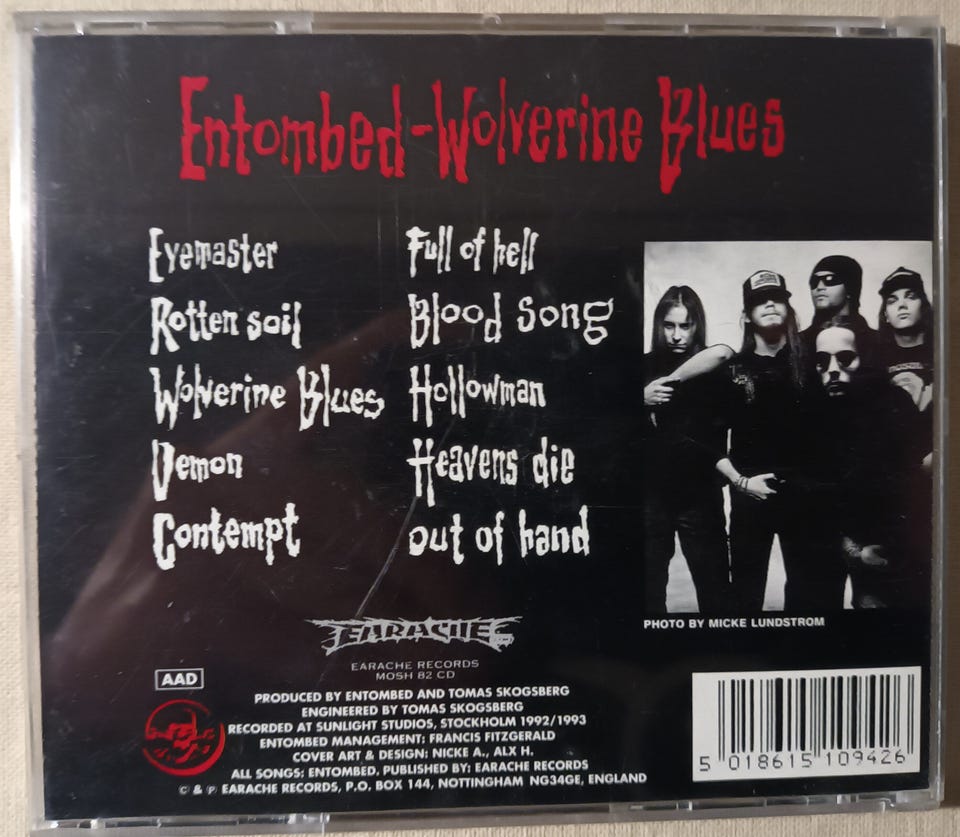 Entombed-Wolverine Blues
Eyemaster
Rotten soil
Wolverine Blues
Demon
Contempt
Full of hell
Blood Song
Hollowman
Heavens die
out of hand
PHOTO BY MICKE LUNDSTROM
EARACHE
EARACHE RECORDS
MOSH 82 CD
AAD
PRODUCED BY ENTOMBED AND TOMAS SKOGSBERG
ENGINEERED BY TOMAS SKOGSBERG
RECORDED AT SUNLIGHT STUDIOS, STOCKHOLM 1992/1993
ENTOMBED MANAGEMENT: FRANCIS FITZGERALD
COVER ART & DESIGN: NICKE A., ALX H.
ALL SONGS: ENTOMBED, PUBLISHED BY: EARACHE RECORDS
© & ℗ EARACHE RECORDS, P.O. BOX 144, NOTTINGHAM NG34GE, ENGLAND
5 018615 109426